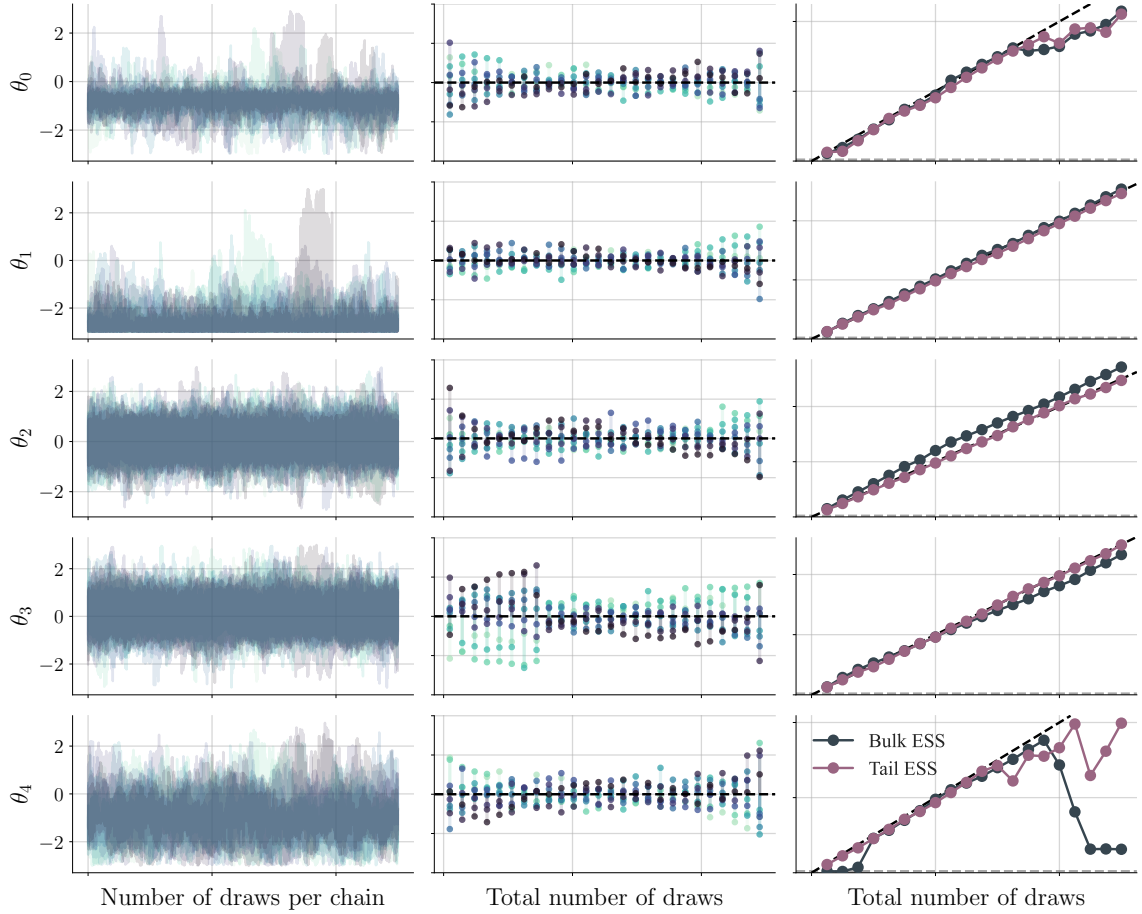 2
0
−2
θ0
2
0
−2
θ1
2
0
−2
θ2
2
0
−2
θ3
2
0
−2
θ4
Bulk ESS
Tail ESS
Number of draws per chain
Total number of draws
Total number of draws